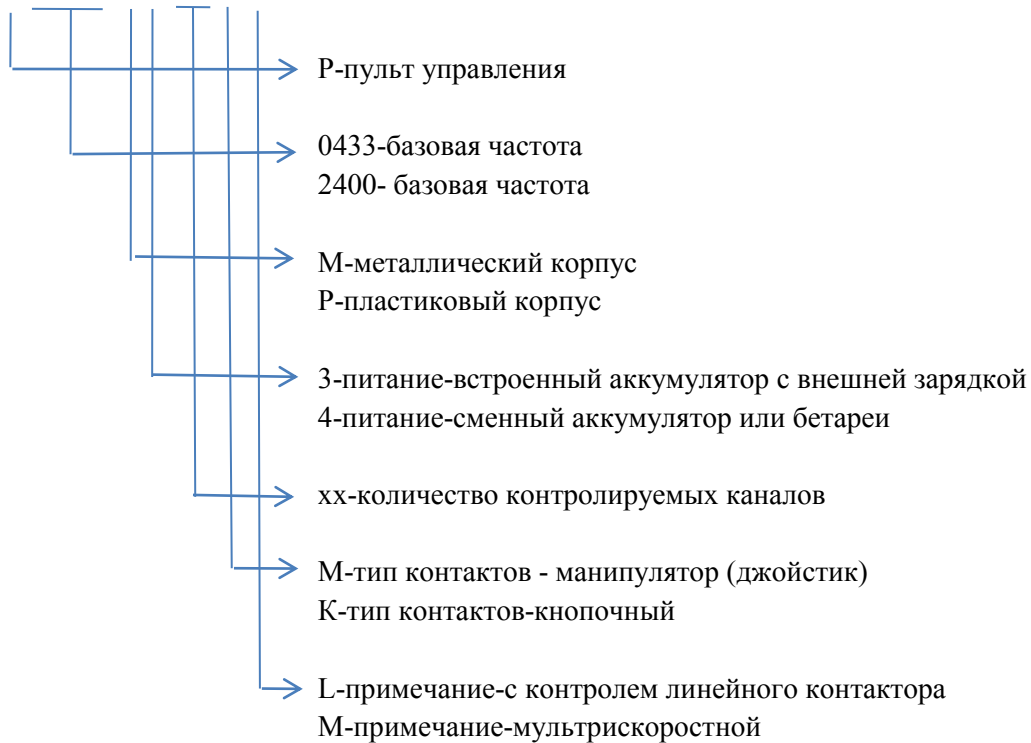 Р-пульт управления
0433-базовая частота
2400- базовая частота
М-металлический корпус
Р-пластиковый корпус
3-питание-встроенный аккумулятор с внешней зарядкой
4-питание-сменный аккумулятор или бетареи
xx-количество контролируемых каналов
М-тип контактов - манипулятор (джойстик)
К-тип контактов-кнопочный
L-примечание-с контролем линейного контактора
М-примечание-мультрискоростной